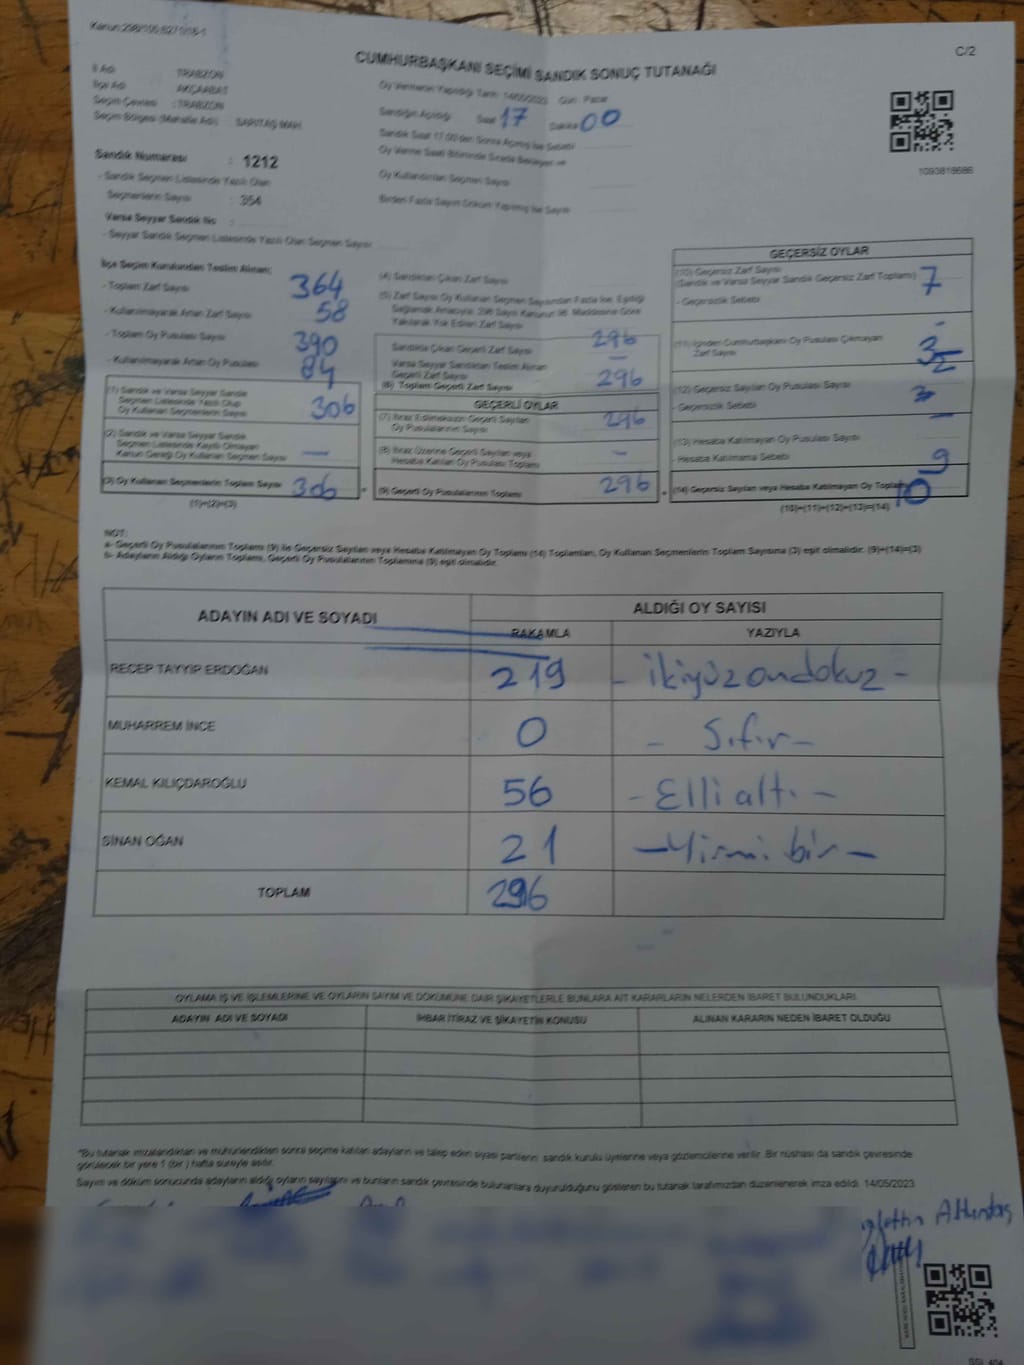 C/2
CUMHURBAŞKANI SEÇİMİ SANDIK SONUÇ TUTANAĞI
İl Adı : TRABZON
İlçe Adı : AKÇAABAT
Seçim Çevresi : TRABZON
Seçim Bölgesi (Mahalle Adı) : SARITAŞ MAH.
Sandık Numarası : 1212
- Sandık Seçmen Listesinde Yazılı Olan
Seçmenlerin Sayısı : 354
Varsa Seyyar Sandık No :
- Seyyar Sandık Seçmen Listesinde Yazılı Olan Seçmen Sayısı
Oy Vermenin Yapıldığı Tarih: 14/05/2023 Gün: Pazar
Sandığın Açıldığı Saat 17 Dakika 00
Sandık Saat 17.00'den Sonra Açılmış İse Sebebi
Oy Verme Saati Bitiminde Sırada Bekleyen ve
Oy Kullandırılan Seçmen Sayısı
Birden Fazla Sayım Döküm Yapılmış İse Sayısı
1093818686
İlçe Seçim Kurulundan Teslim Alınan;
- Toplam Zarf Sayısı 364
- Kullanılmayarak Artan Zarf Sayısı 58
- Toplam Oy Pusulası Sayısı 390
- Kullanılmayarak Artan Oy Pusulası 84
(1) Sandık ve Varsa Seyyar Sandık
Seçmen Listesinde Yazılı Olup
Oy Kullanan Seçmenlerin Sayısı 306
(2) Sandık ve Varsa Seyyar Sandık
Seçmen Listesinde Kayıtlı Olmayan
Kanun Gereği Oy Kullanan Seçmen Sayısı —
(3) Oy Kullanan Seçmenlerin Toplam Sayısı 306
(1)+(2)=(3)
(4) Sandıktan Çıkan Zarf Sayısı
(5) Zarf Sayısı Oy Kullanan Seçmen Sayısından Fazla İse, Eşitliği
Sağlamak Amacıyla, 298 Sayılı Kanunun 98. Maddesine Göre
Yakılarak Yok Edilen Zarf Sayısı
Sandıkta Çıkan Geçerli Zarf Sayısı 296
Varsa Seyyar Sandıktan Teslim Alınan
Geçerli Zarf Sayısı —
(6) Toplam Geçerli Zarf Sayısı 296
GEÇERLİ OYLAR
(7) İtiraz Edilmeksizin Geçerli Sayılan
Oy Pusulalarının Sayısı 296
(8) İtiraz Üzerine Geçerli Sayılan veya
Hesaba Katılan Oy Pusulası Toplamı -
(9) Geçerli Oy Pusulalarının Toplamı 296
GEÇERSİZ OYLAR
(10) Geçersiz Zarf Sayısı
(Sandık ve Varsa Seyyar Sandık Geçersiz Zarf Toplamı) 7
- Geçersizlik Sebebi -
(11) İçinden Cumhurbaşkanı Oy Pusulası Çıkmayan
Zarf Sayısı
(12) Geçersiz Sayılan Oy Pusulası Sayısı
- Geçersizlik Sebebi —
(13) Hesaba Katılmayan Oy Pusulası Sayısı
- Hesaba Katılmama Sebebi 9
(14) Geçersiz Sayılan veya Hesaba Katılmayan Oy Toplamı 10
(10)+(11)+(12)+(13)=(14)
NOT:
a- Geçerli Oy Pusulalarının Toplamı (9) ile Geçersiz Sayılan veya Hesaba Katılmayan Oy Toplamı (14) Toplamları, Oy Kullanan Seçmenlerin Toplam Sayısına (3) eşit olmalıdır. (9)+(14)=(3)
b- Adayların Aldığı Oyların Toplamı, Geçerli Oy Pusulalarının Toplamına (9) eşit olmalıdır.
ADAYIN ADI VE SOYADI ALDIĞI OY SAYISI
RAKAMLA YAZIYLA
RECEP TAYYİP ERDOĞAN 219 - ikiyüzondokuz -
MUHARREM İNCE 0 - Sıfır -
KEMAL KILIÇDAROĞLU 56 - Elli altı -
SİNAN OĞAN 21 - Yirmi bir -
TOPLAM 296
OYLAMA İŞ VE İŞLEMLERİNE VE OYLARIN SAYIM VE DÖKÜMÜNE DAİR ŞİKAYETLERLE BUNLARA AİT KARARLARIN NELERDEN İBARET BULUNDUKLARI
ADAYIN ADI VE SOYADI İHBAR İTİRAZ VE ŞİKAYETİN KONUSU ALINAN KARARIN NEDEN İBARET OLDUĞU
*Bu tutanak imzalandıktan ve mühürlendikten sonra seçime katılan adayların ve talep eden siyasi partilerin sandık kurulu üyelerine veya gözlemcilerine verilir. Bir nüshası da sandık çevresinde
görülecek bir yere 1 (bir) hafta süreyle asılır.
Sayım ve döküm sonucunda adayların aldığı oyların sayılarını ve bunların sandık çevresinde bulunanlara duyurulduğunu gösteren bu tutanak tarafımızdan düzenlenerek imza edildi. 14/05/2023